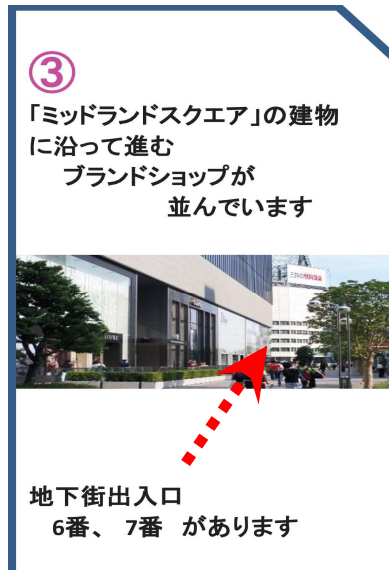 ③
「ミッドランドスクエア」の建物
に沿って進む
ブランドショップが
並んでいます
地下街出入口
6番、 7番 があります